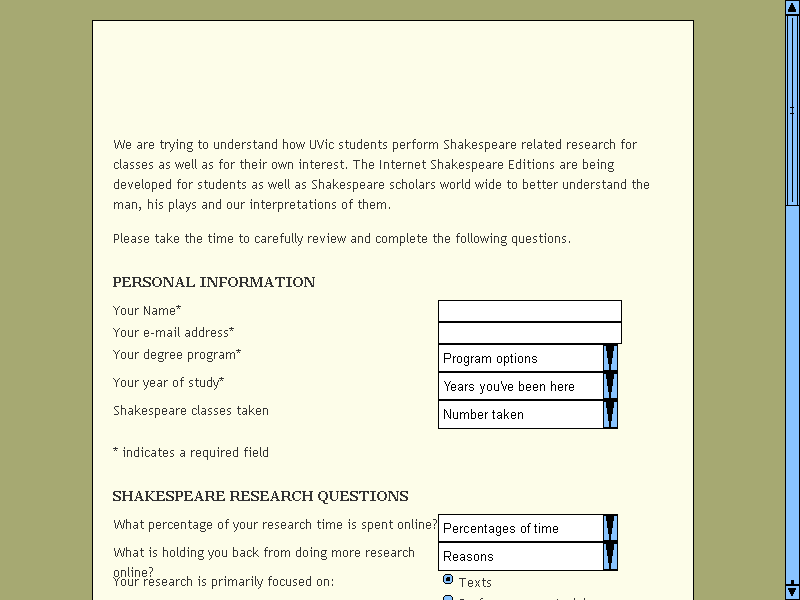 We are trying to understand how UVic students perform Shakespeare related research for
classes as well as for their own interest. The Internet Shakespeare Editions are being
developed for students as well as Shakespeare scholars world wide to better understand the
man, his plays and our interpretations of them.
Please take the time to carefully review and complete the following questions.
PERSONAL INFORMATION
Your Name*
Your e-mail address*
Your degree program* Program options
Your year of study* Years you've been here
Shakespeare classes taken Number taken
* indicates a required field
SHAKESPEARE RESEARCH QUESTIONS
What percentage of your research time is spent online? Percentages of time
What is holding you back from doing more research Reasons
online?
Your research is primarily focused on: Texts